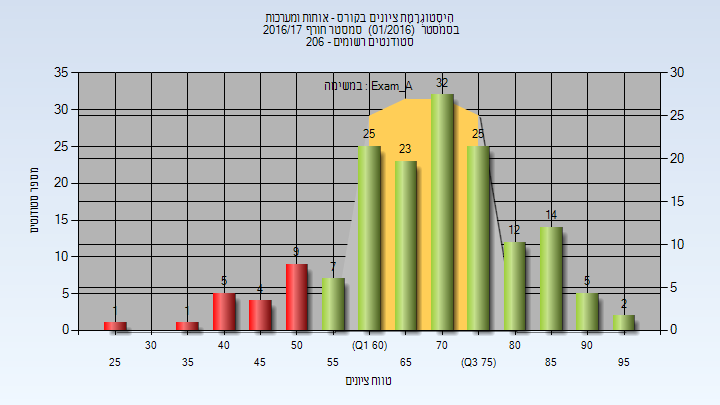 היסטוגרמת ציונים בקורס - אותות ומערכות
בסמסטר (01/2016) סמסטר חורף 2016/17
סטודנטים רשומים - 206
במשימה : Exam_A
מספר סטודנטים
35 30 25 20 15 10 5 0
30 25 20 15 10 5 0
1 1 5 4 9 7 25 23 32 25 12 14 5 2
30 40 50 (Q1 60) 70 80 90
25 35 45 55 65 (Q3 75) 85 95
טווח ציונים